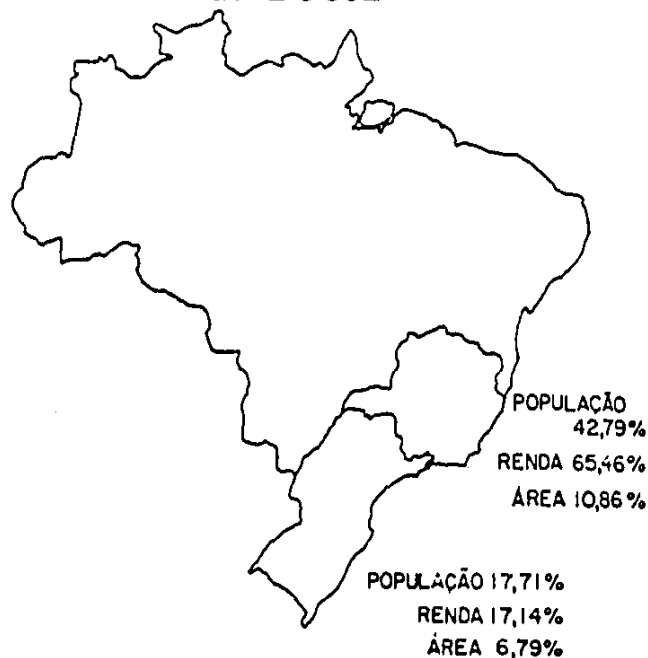 POPULAÇÃO
42,79%
RENDA 65,46%
ÁREA 10,86%
POPULAÇÃO 17,71%
RENDA 17,14%
ÁREA 6,79%